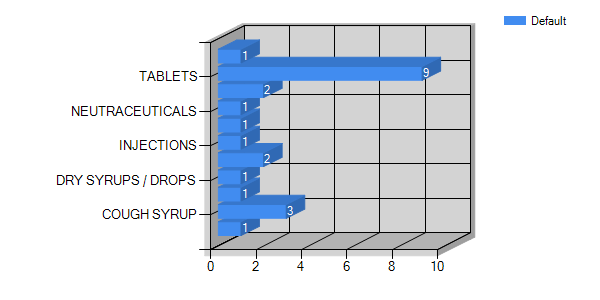 Default
1
TABLETS
9
2
NEUTRACEUTICALS
1
1
INJECTIONS
1
2
DRY SYRUPS / DROPS
1
1
COUGH SYRUP
3
1
0 2 4 6 8 10